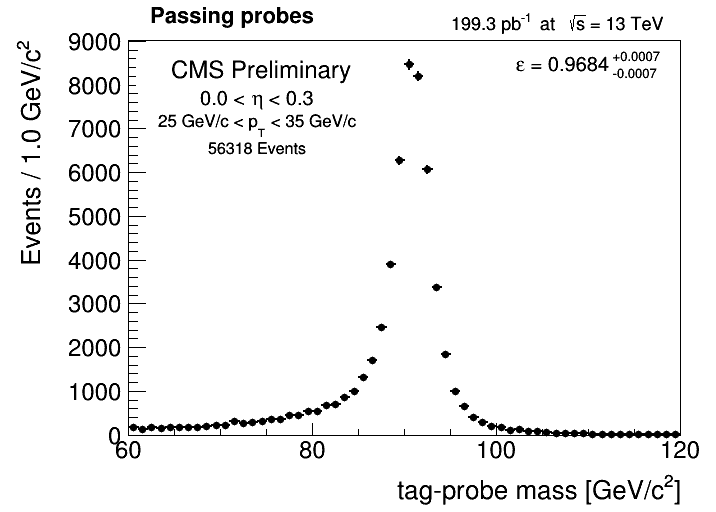 Passing probes
199.3 pb⁻¹ at √s = 13 TeV
CMS Preliminary
0.0 < η < 0.3
25 GeV/c < p_T < 35 GeV/c
56318 Events
ε = 0.9684 +0.0007 -0.0007
Events / 1.0 GeV/c²
9000
8000
7000
6000
5000
4000
3000
2000
1000
0
60 80 100 120
tag-probe mass [GeV/c²]